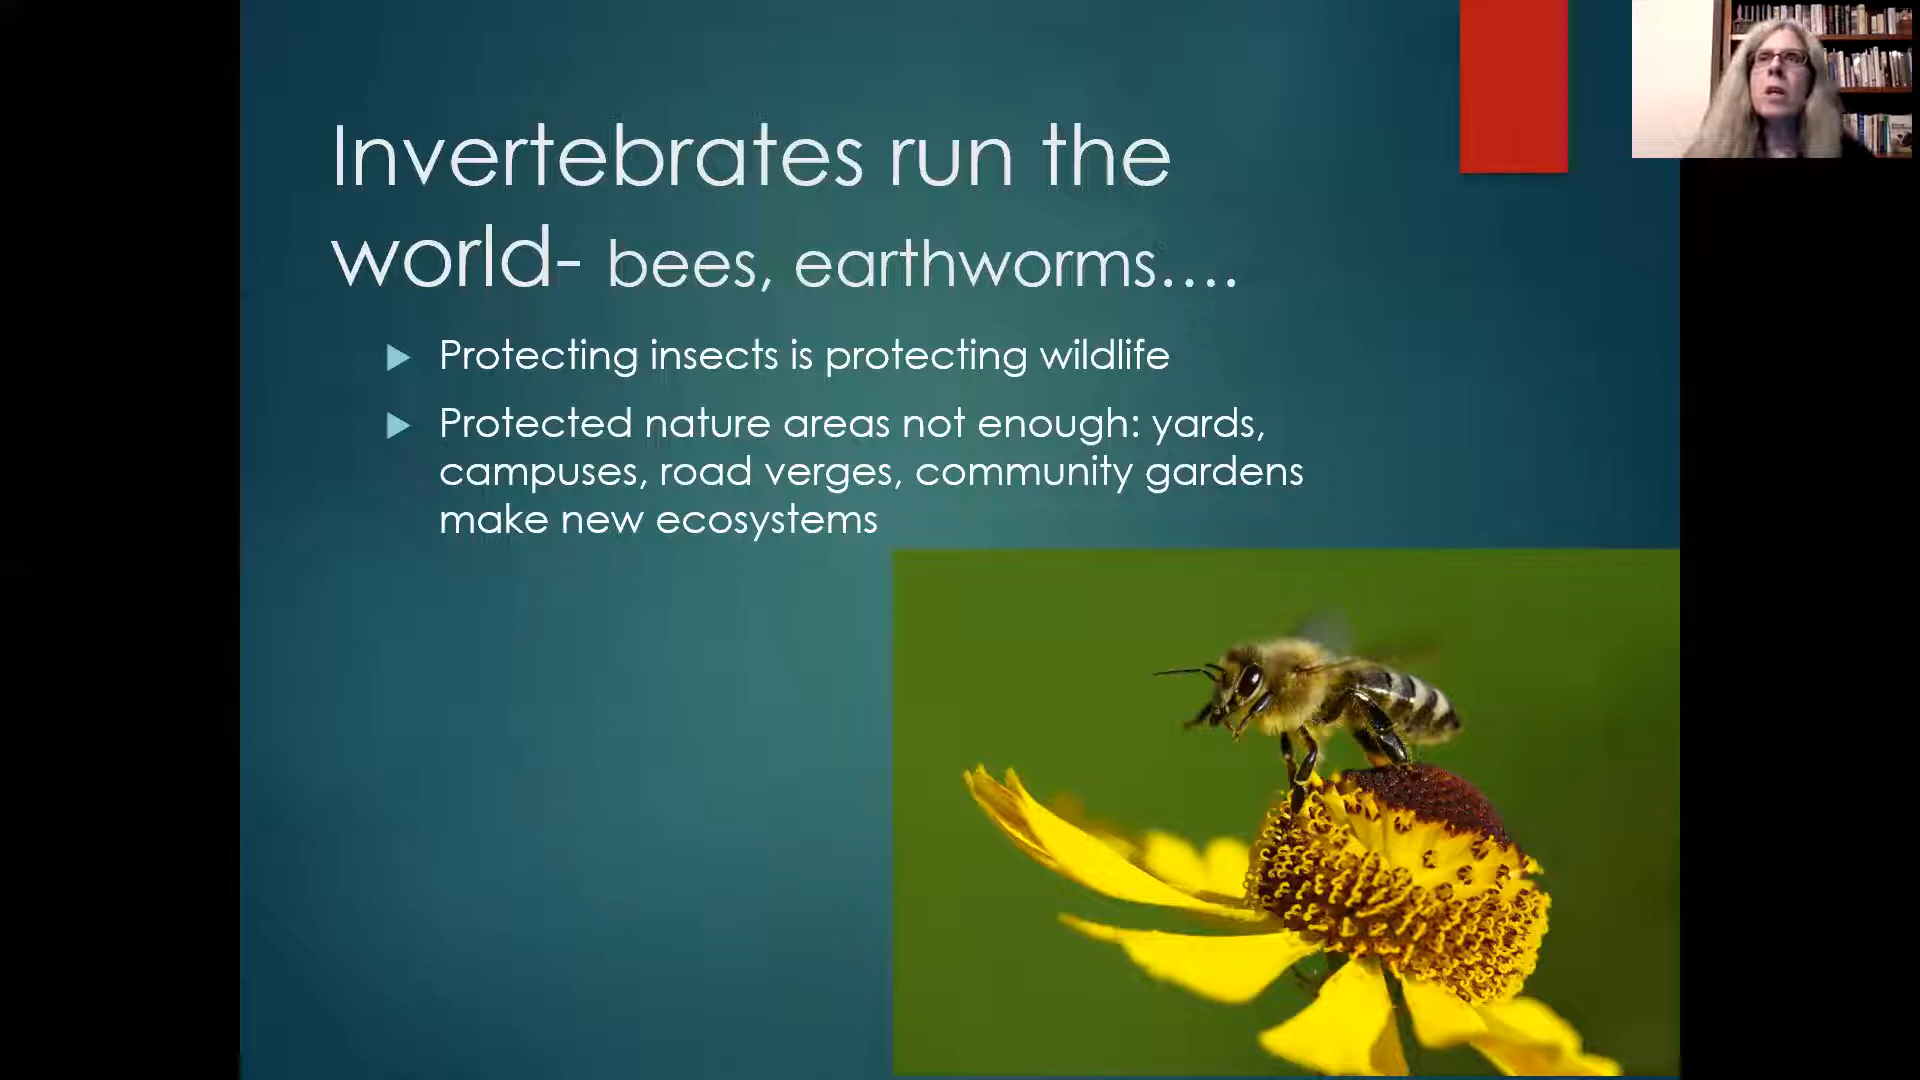 Invertebrates run the
world- bees, earthworms....
Protecting insects is protecting wildlife
Protected nature areas not enough: yards,
campuses, road verges, community gardens
make new ecosystems